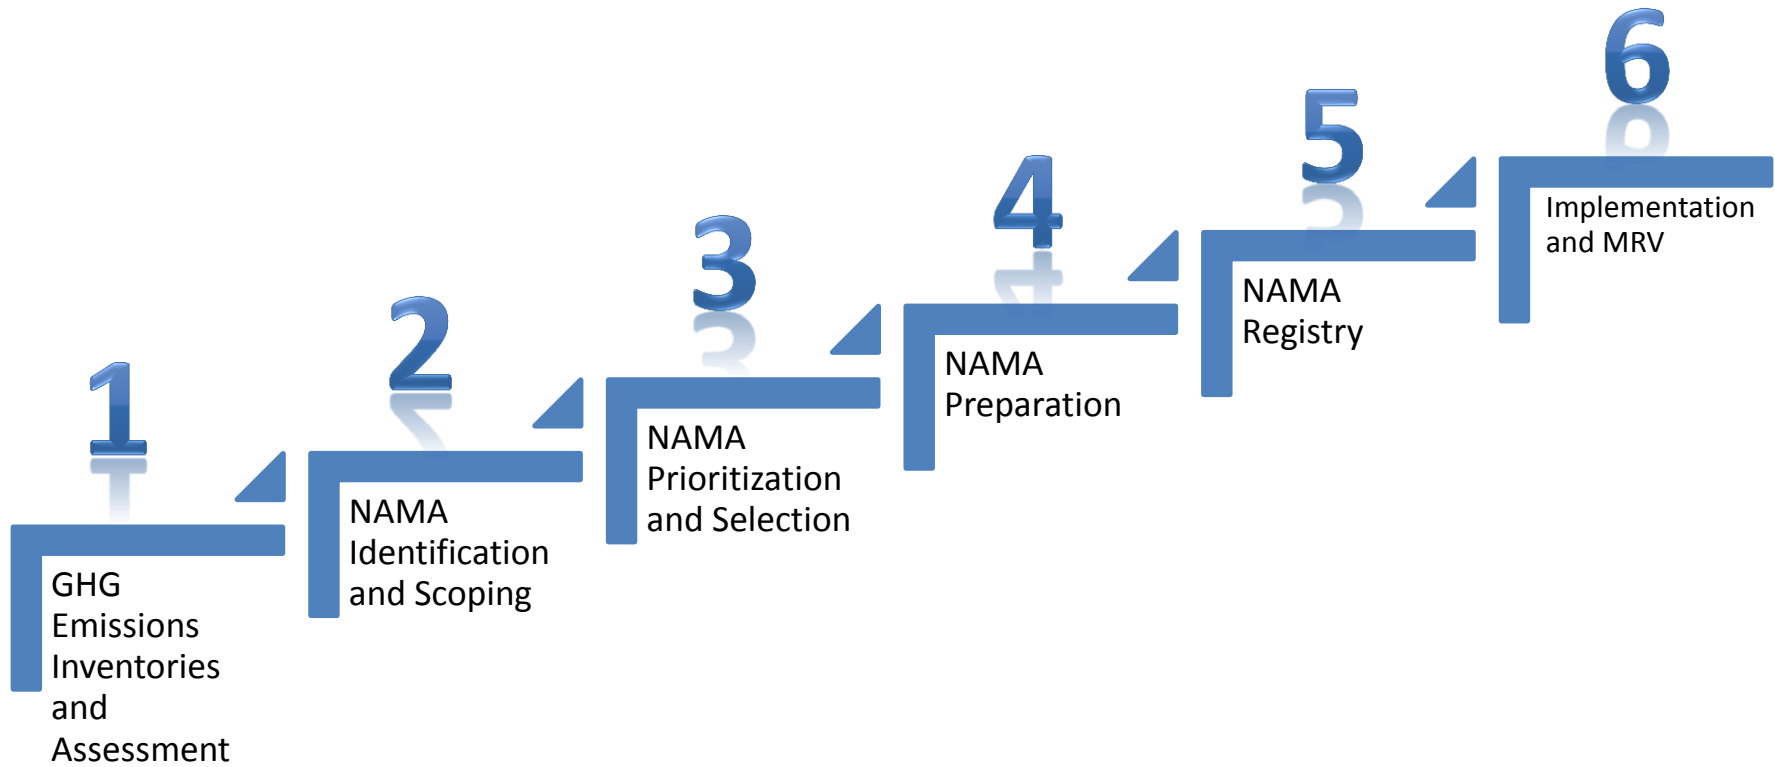 1
GHG
Emissions
Inventories
and
Assessment
2
NAMA
Identification
and Scoping
3
NAMA
Prioritization
and Selection
4
NAMA
Preparation
5
NAMA
Registry
6
Implementation
and MRV